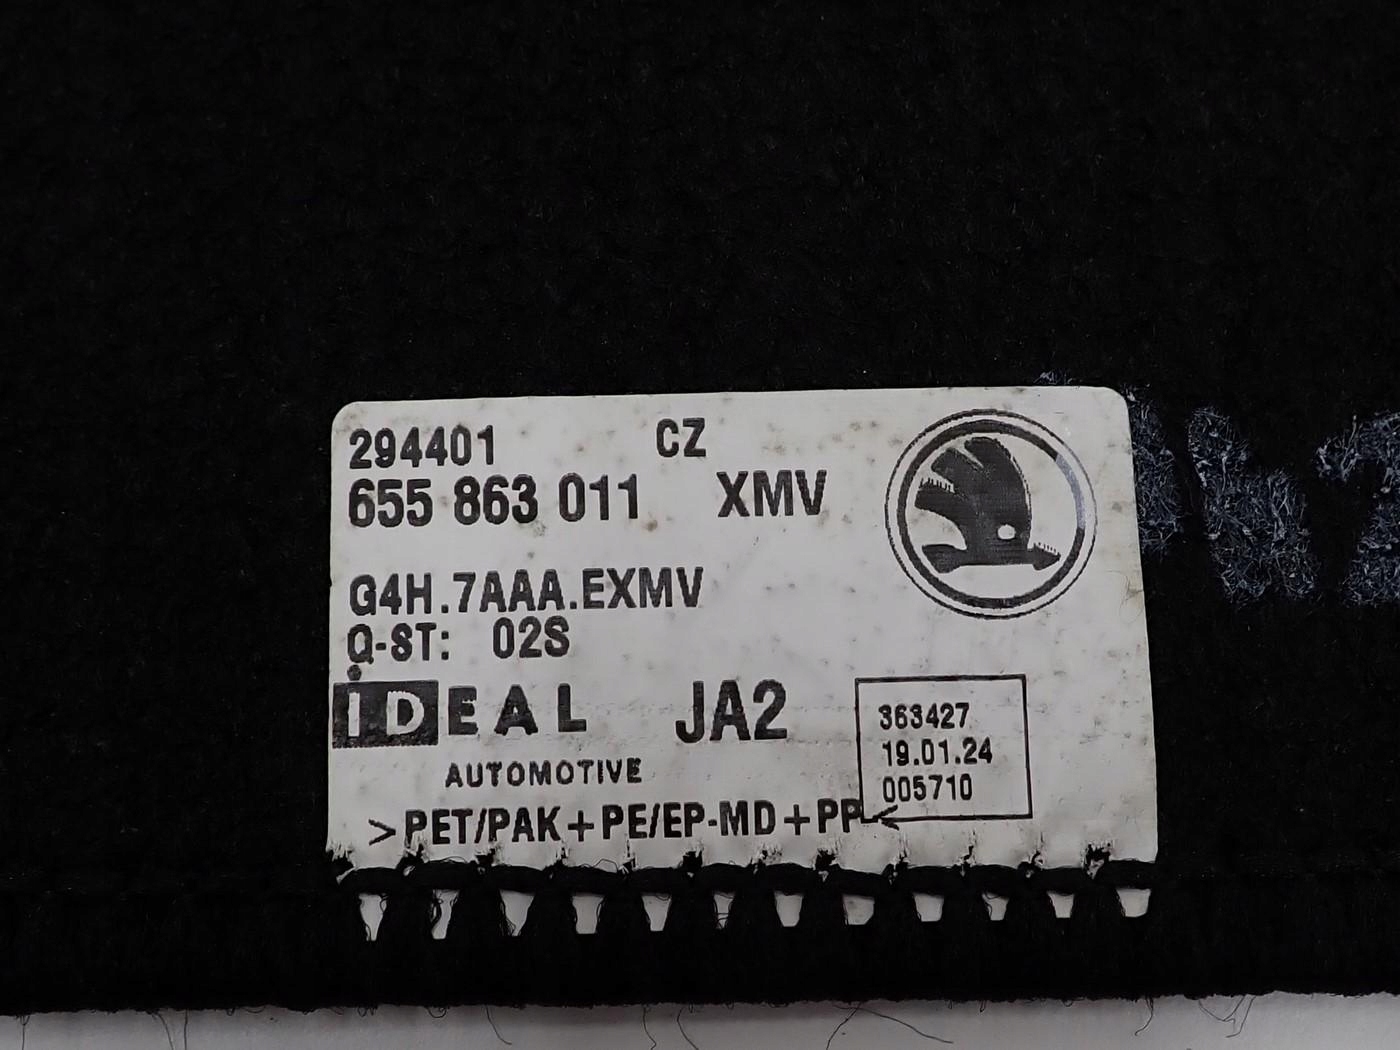 294401 CZ
655 863 011 XMV
G4H.7AAA.EXMV
Q-ST: 02S
IDEAL JA2
AUTOMOTIVE
363427
19.01.24
005710
>PET/PAK+PE/EP-MD+PP<